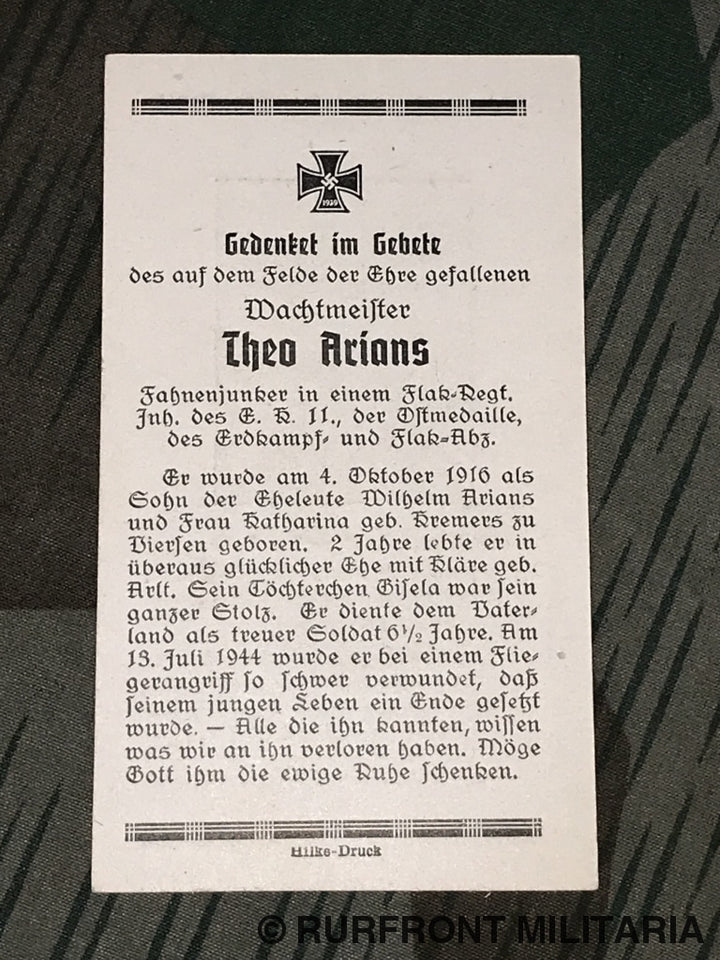 1939
Gedenket im Gebete
des auf dem Felde der Ehre gefallenen
Wachtmeister
Theo Arians
Fahnenjunker in einem Flak-Regt.
Inh. des E. K. II., der Ostmedaille,
des Erdkampf- und Flak-Abz.
Er wurde am 4. Oktober 1916 als
Sohn der Eheleute Wilhelm Arians
und Frau Katharina geb. Kremers zu
Viersen geboren. 2 Jahre lebte er in
überaus glücklicher Ehe mit Kläre geb.
Arlt. Sein Töchterchen Gisela war sein
ganzer Stolz. Er diente dem Vater-
land als treuer Soldat 6½ Jahre. Am
13. Juli 1944 wurde er bei einem Flie-
gerangriff so schwer verwundet, daß
seinem jungen Leben ein Ende gesetzt
wurde. — Alle die ihn kannten, wissen
was wir an ihn verloren haben. Möge
Gott ihm die ewige Ruhe schenken.
Hilke-Druck
© RURFRONT MILITARIA